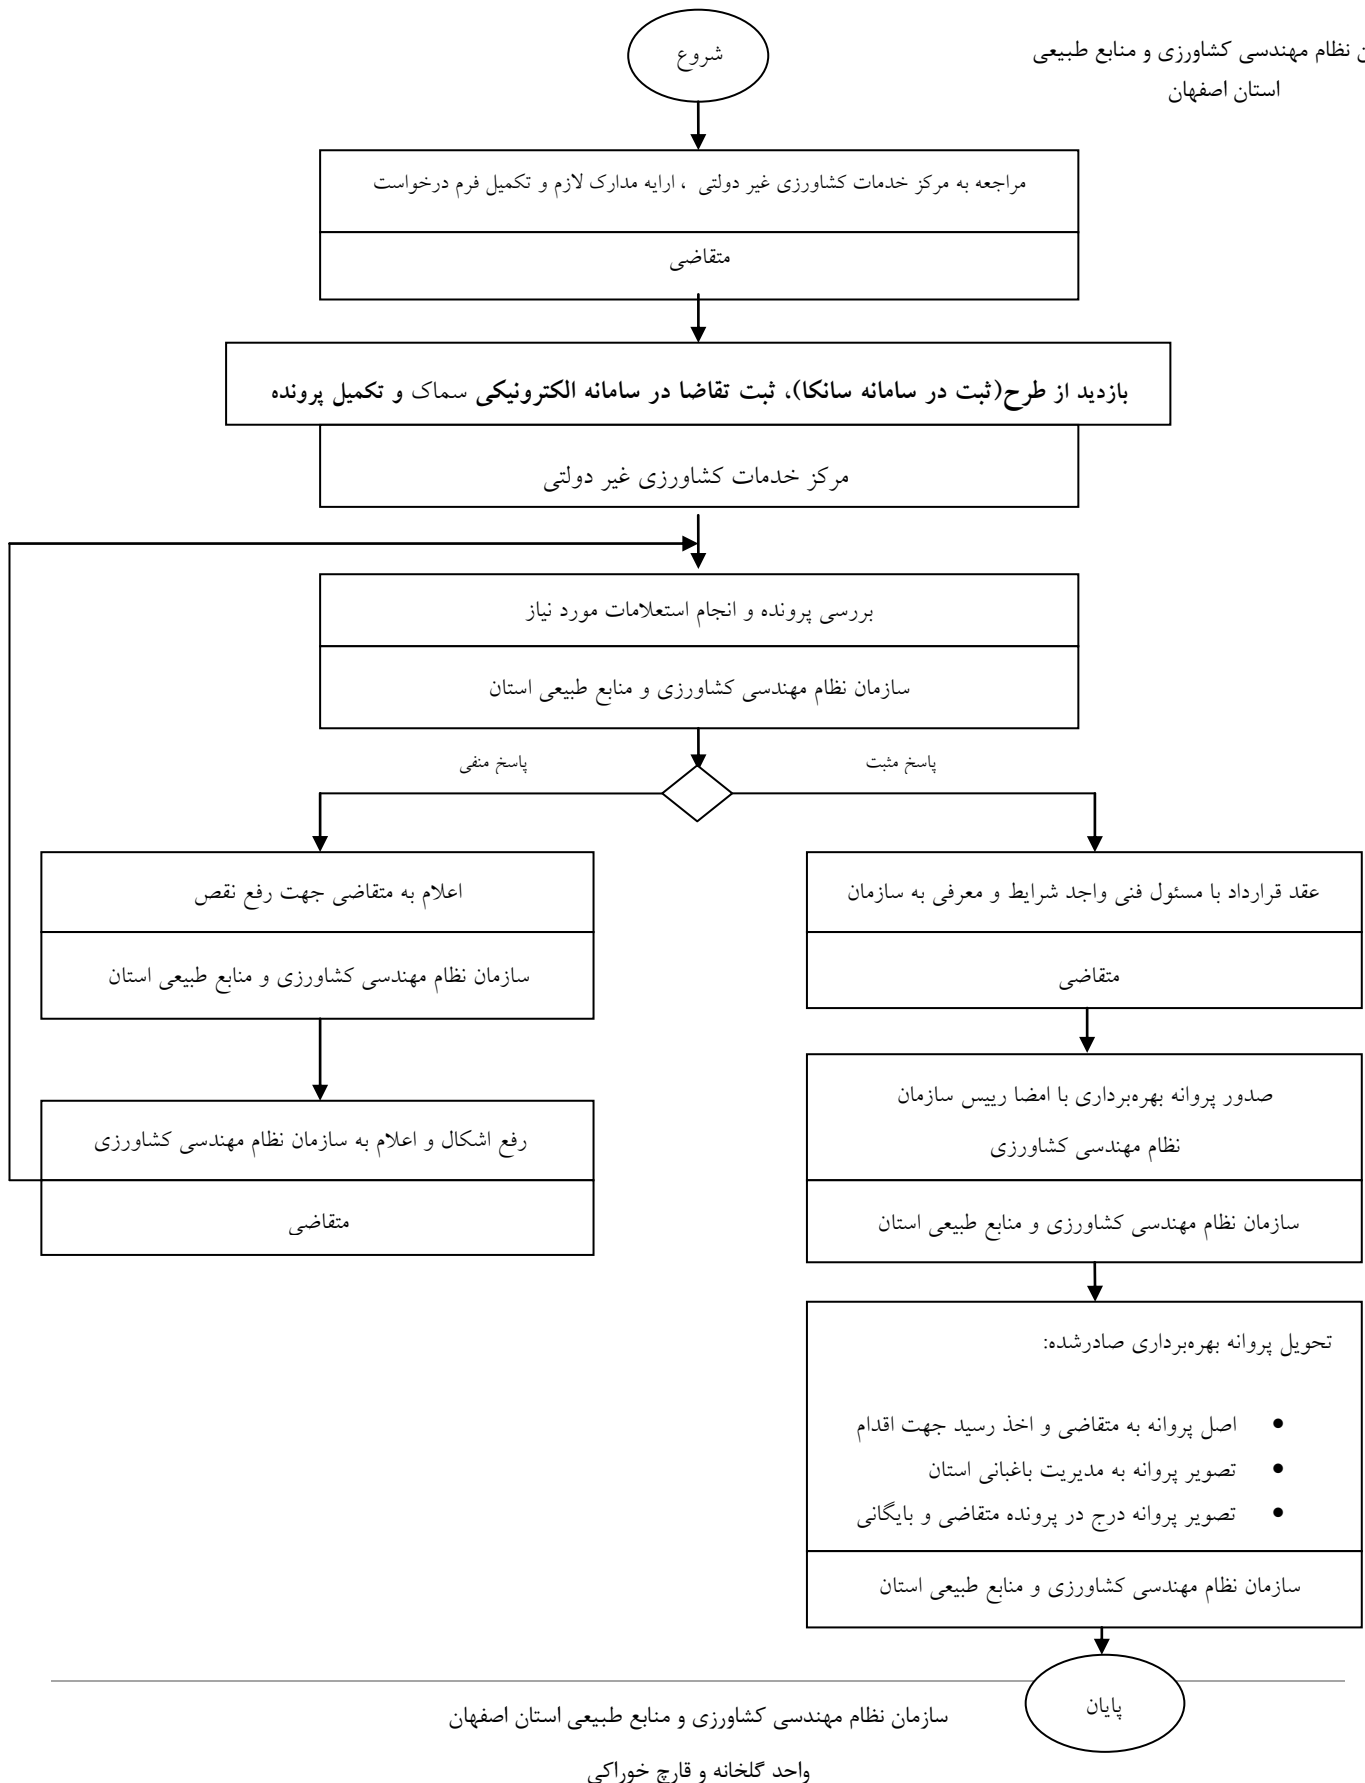 ن نظام مهندسی کشاورزی و منابع طبیعی
استان اصفهان
شروع
مراجعه به مرکز خدمات کشاورزی غیر دولتی ، ارایه مدارک لازم و تکمیل فرم درخواست
متقاضی
بازدید از طرح(ثبت در سامانه سانکا)، ثبت تقاضا در سامانه الکترونیکی سماک و تکمیل پرونده
مرکز خدمات کشاورزی غیر دولتی
بررسی پرونده و انجام استعلامات مورد نیاز
سازمان نظام مهندسی کشاورزی و منابع طبیعی استان
پاسخ مثبت
پاسخ منفی
عقد قرارداد با مسئول فنی واجد شرایط و معرفی به سازمان
متقاضی
صدور پروانه بهره‌برداری با امضا رییس سازمان
نظام مهندسی کشاورزی
سازمان نظام مهندسی کشاورزی و منابع طبیعی استان
تحویل پروانه بهره‌برداری صادرشده:
• اصل پروانه به متقاضی و اخذ رسید جهت اقدام
• تصویر پروانه به مدیریت باغبانی استان
• تصویر پروانه درج در پرونده متقاضی و بایگانی
سازمان نظام مهندسی کشاورزی و منابع طبیعی استان
اعلام به متقاضی جهت رفع نقص
سازمان نظام مهندسی کشاورزی و منابع طبیعی استان
رفع اشکال و اعلام به سازمان نظام مهندسی کشاورزی
متقاضی
پایان
سازمان نظام مهندسی کشاورزی و منابع طبیعی استان اصفهان
واحد گلخانه و قارچ خوراکی